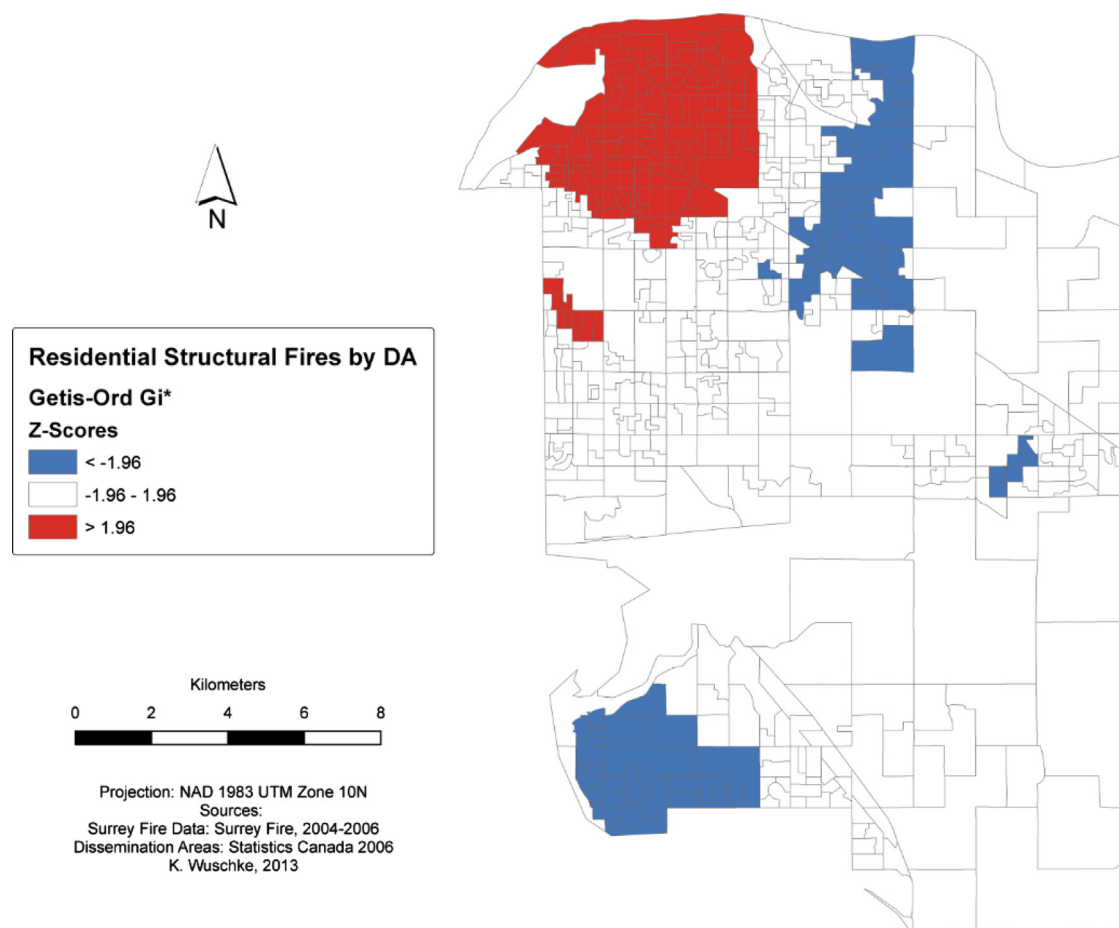 N
Residential Structural Fires by DA
Getis-Ord Gi*
Z-Scores
< -1.96
-1.96 - 1.96
> 1.96
Kilometers
0 2 4 6 8
Projection: NAD 1983 UTM Zone 10N
Sources:
Surrey Fire Data: Surrey Fire, 2004-2006
Dissemination Areas: Statistics Canada 2006
K. Wuschke, 2013